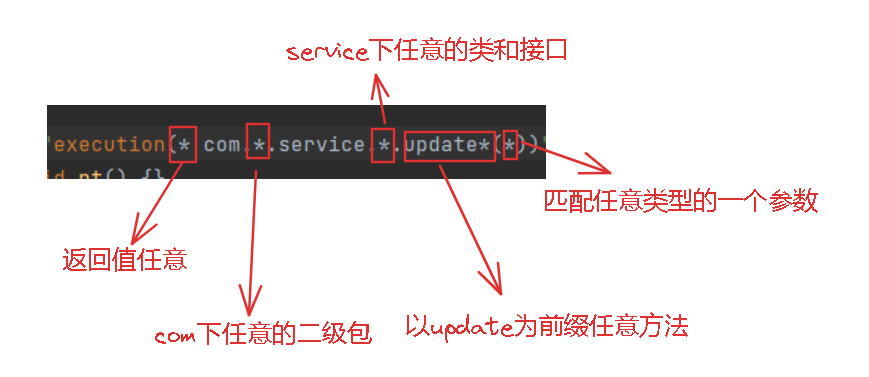 service下任意的类和接口
"execution(* com.*.service.*.update*(*))"
id pt() {}
匹配任意类型的一个参数
返回值任意
com下任意的二级包
以update为前缀任意方法